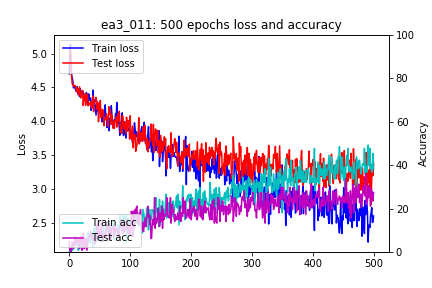 ea3_011: 500 epochs loss and accuracy
Train loss
Test loss
Train acc
Test acc
Loss
5.0
4.5
4.0
3.5
3.0
2.5
Accuracy
100
80
60
40
20
0
0
100
200
300
400
500